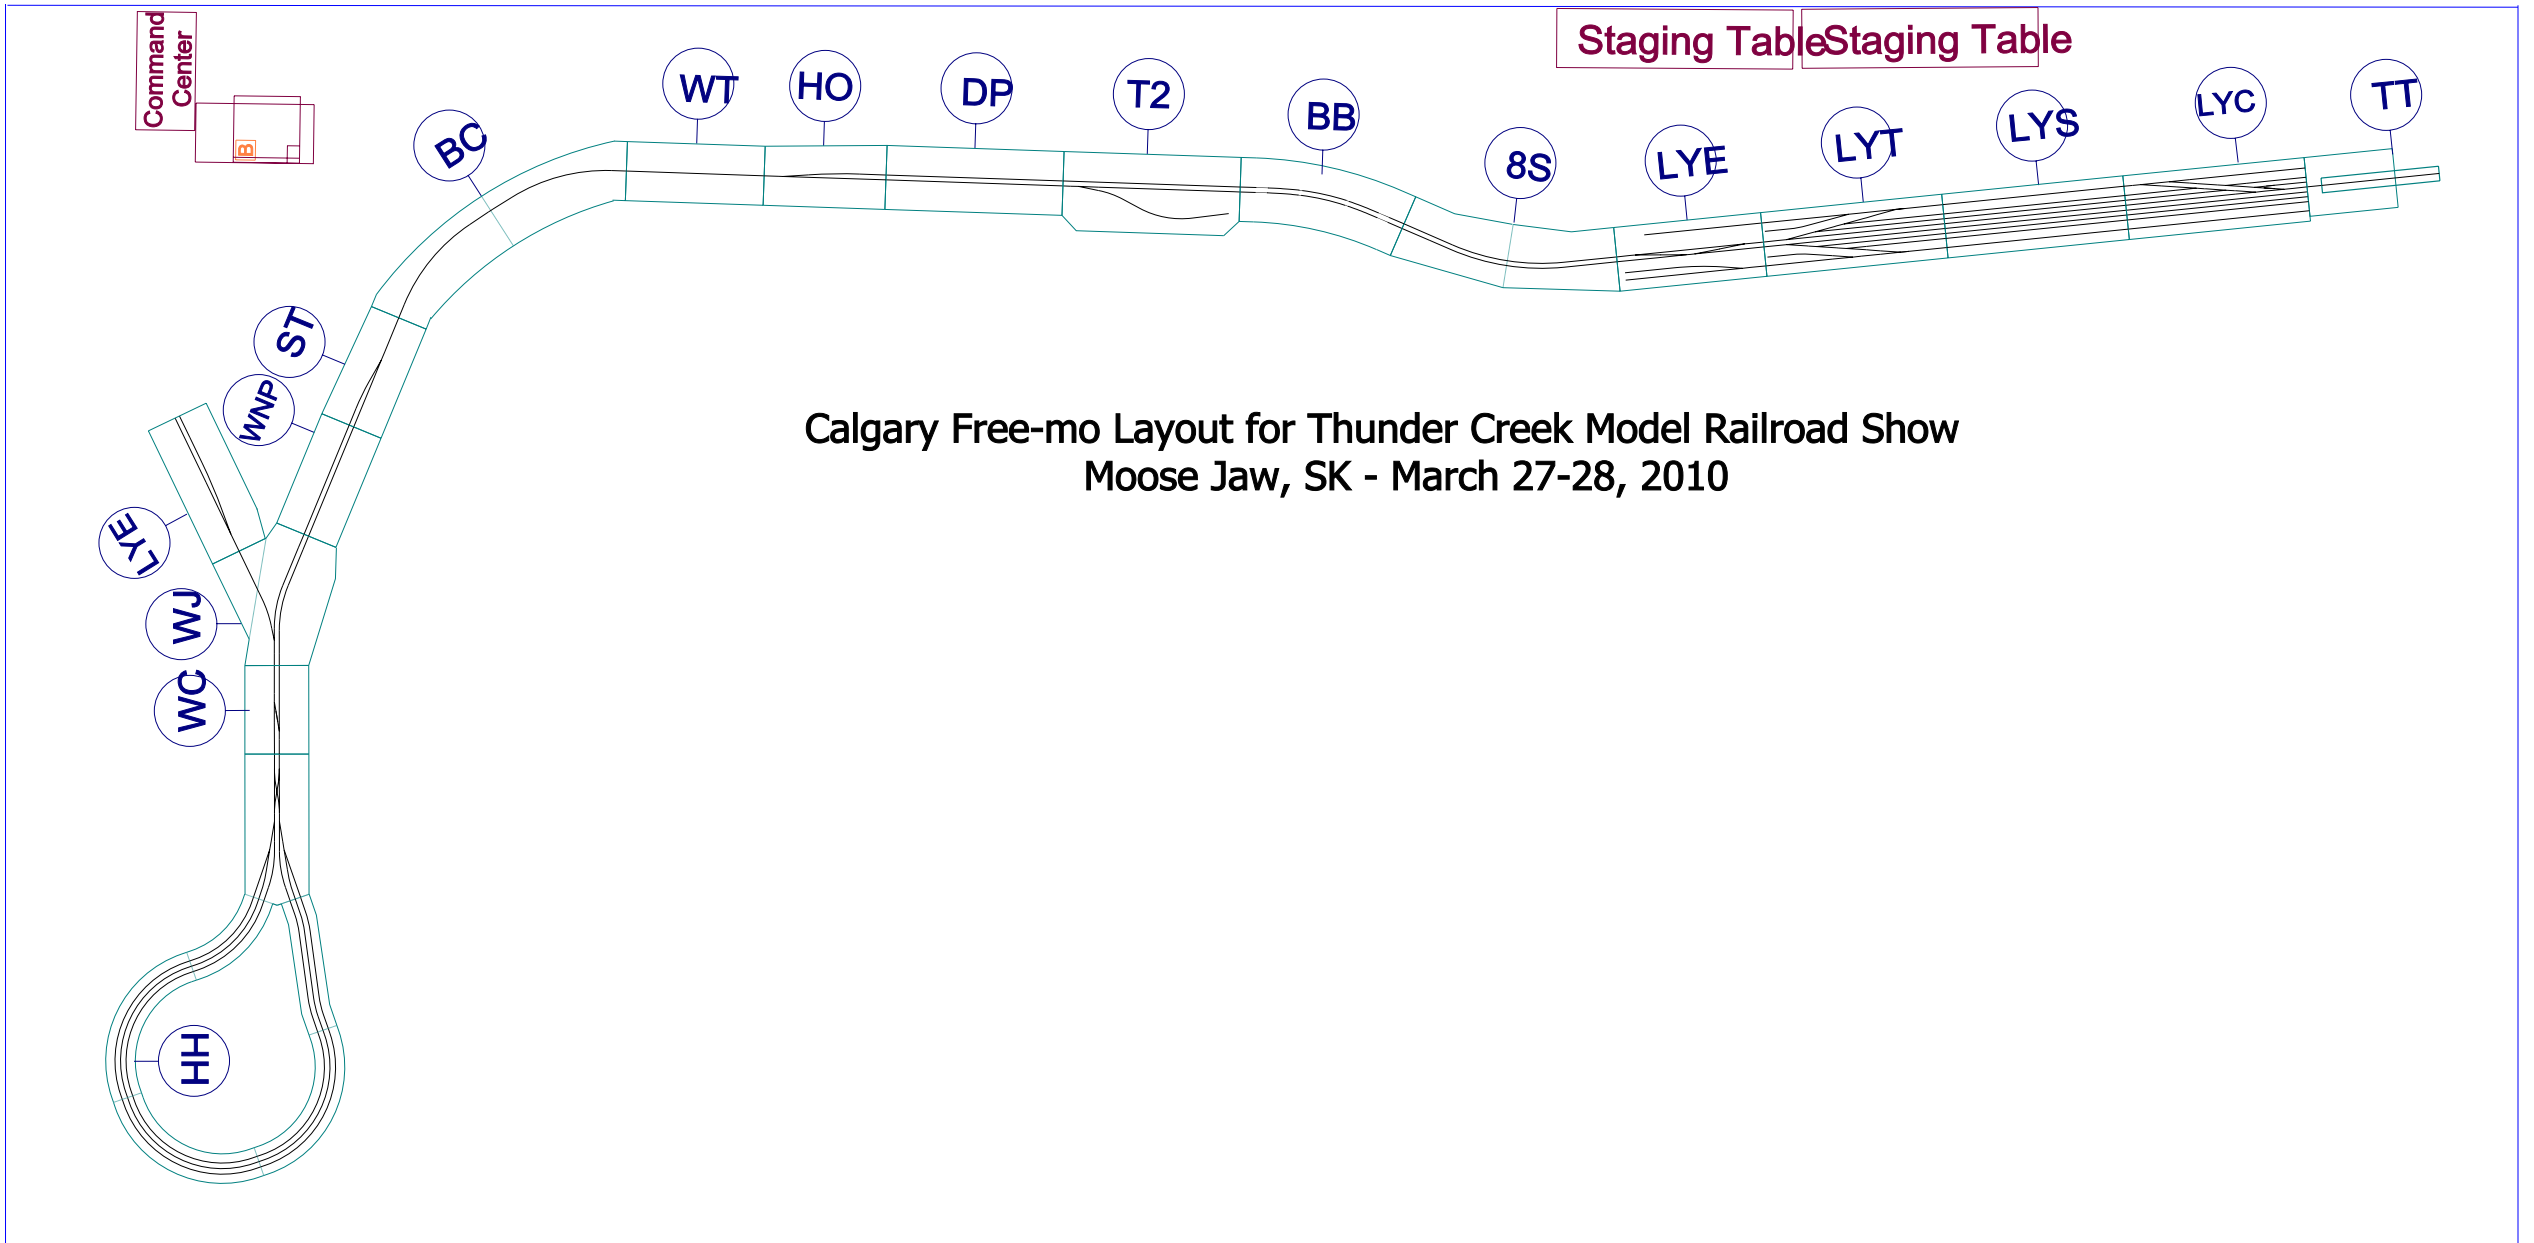 Command
Center
B
Staging Table
Staging Table
WT
HO
DP
T2
BB
8S
LYE
LYT
LYS
LYC
TT
BC
ST
WNP
LYE
WJ
WC
HH
Calgary Free-mo Layout for Thunder Creek Model Railroad Show
Moose Jaw, SK - March 27-28, 2010